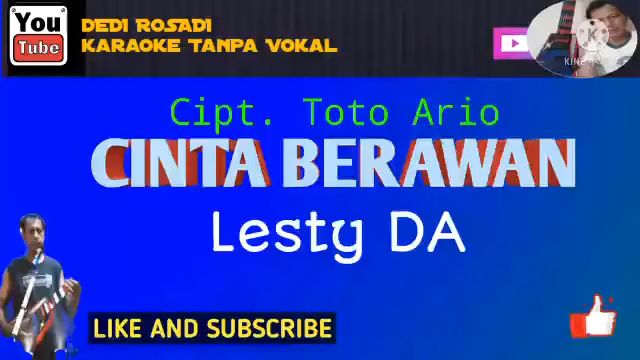 You
Tube
DEDI ROSADI
KARAOKE TANPA VOKAL
Cipt. Toto Ario
CINTA BERAWAN
Lesty DA
LIKE AND SUBSCRIBE